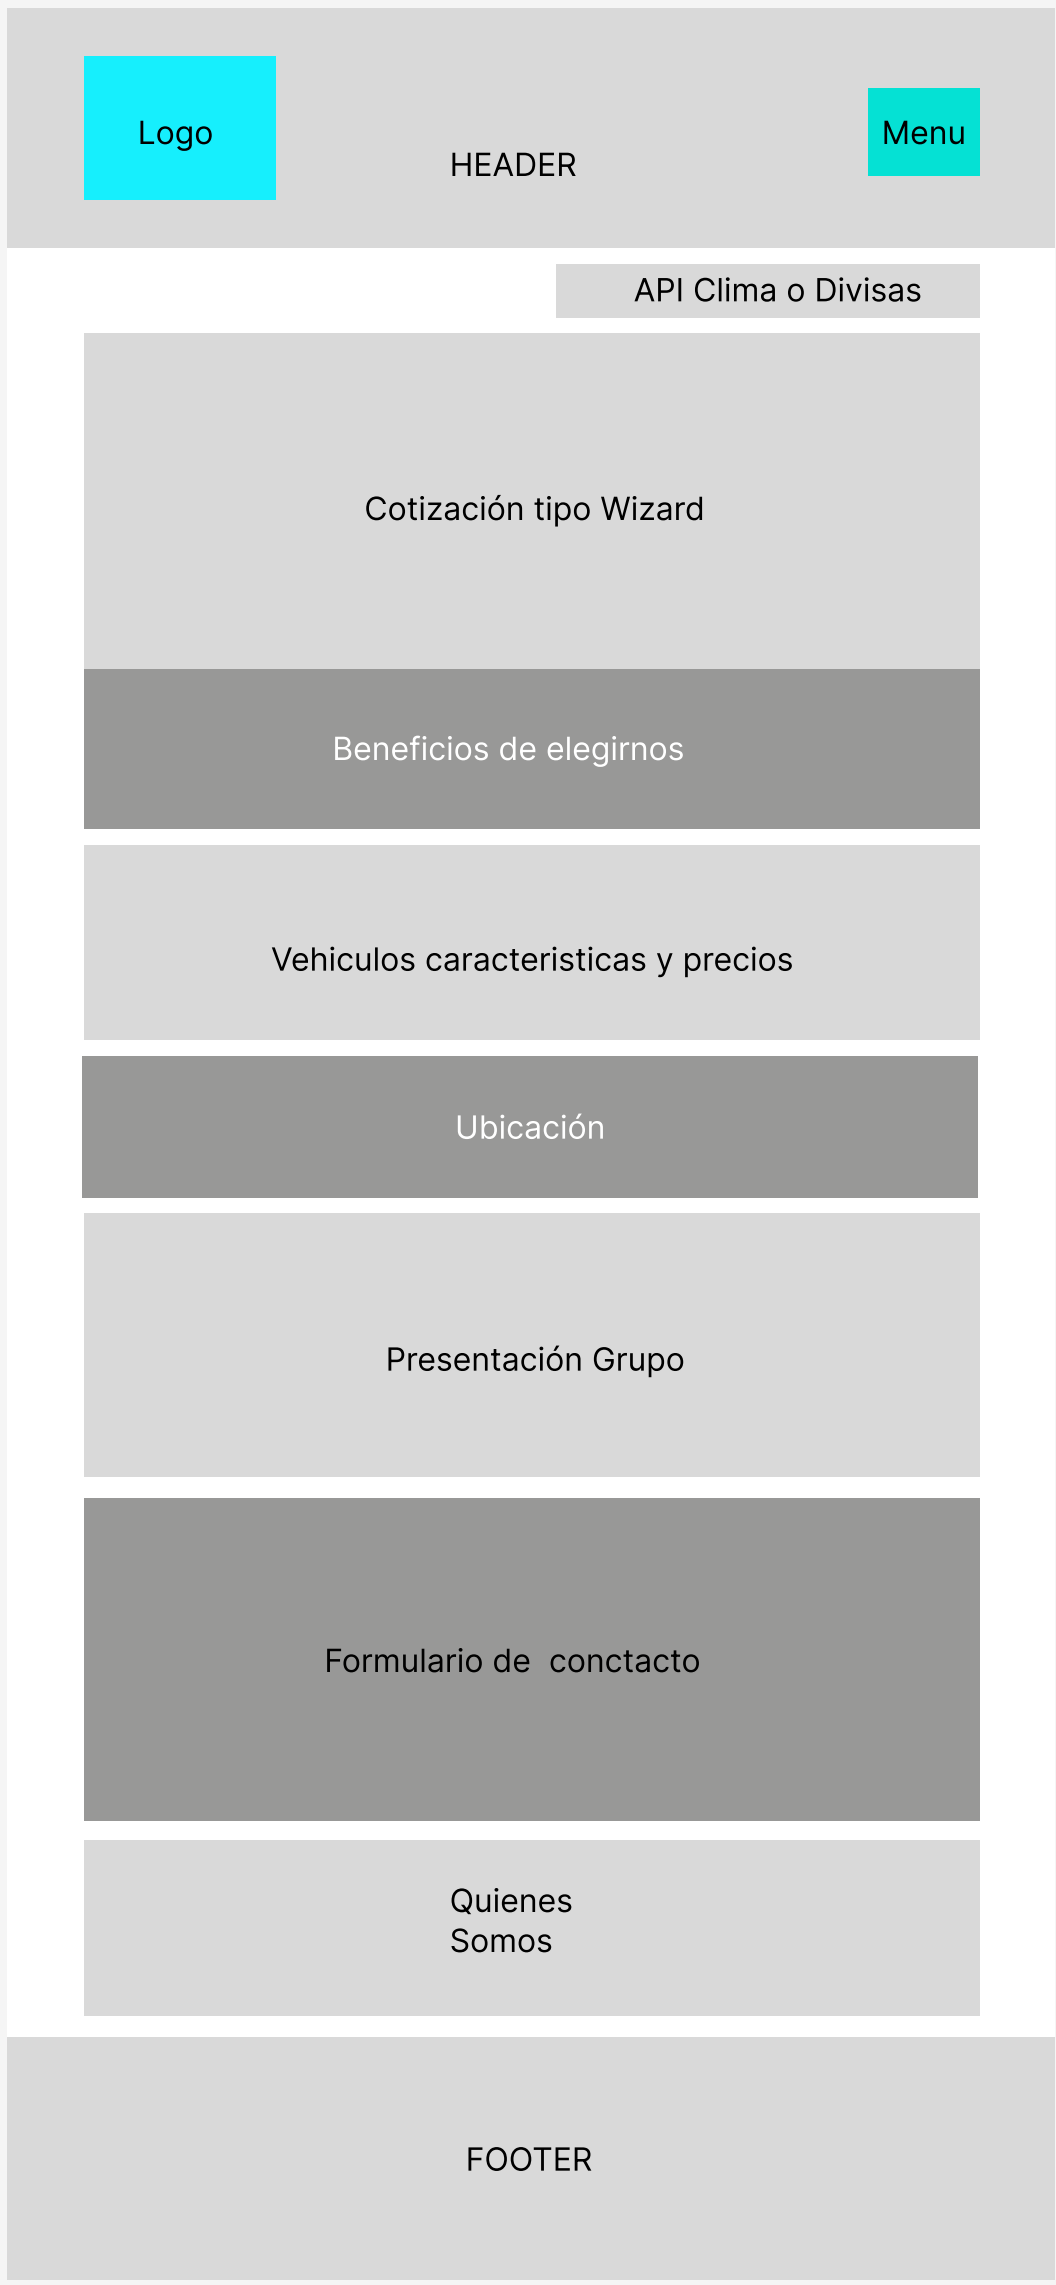 Logo
HEADER
Menu
API Clima o Divisas
Cotización tipo Wizard
Beneficios de elegirnos
Vehiculos caracteristicas y precios
Ubicación
Presentación Grupo
Formulario de  conctacto
Quienes
Somos
FOOTER